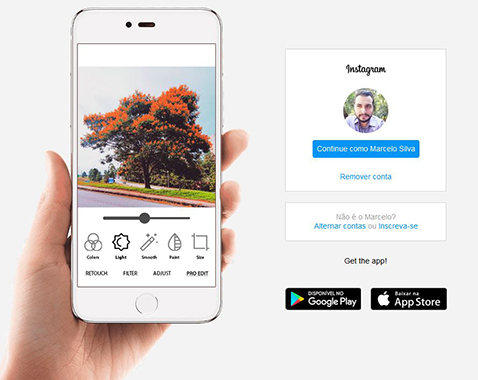 Colors
Light
Smooth
Paint
Size
RETOUCH
FILTER
ADJUST
PRO EDIT
Instagram
Continue como Marcelo Silva
Remover conta
Não é o Marcelo?
Alternar contas ou Inscreva-se
Get the app!
DISPONÍVEL NO
Google Play
Baixar na
App Store